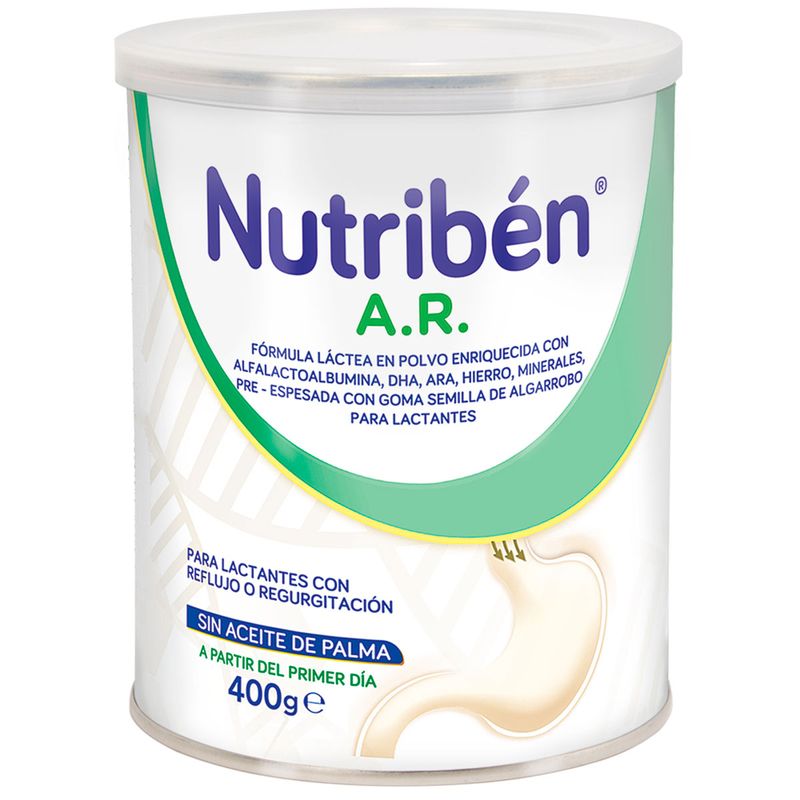 Nutribén®
A.R.
FÓRMULA LÁCTEA EN POLVO ENRIQUECIDA CON
ALFALACTOALBUMINA, DHA, ARA, HIERRO, MINERALES,
PRE - ESPESADA CON GOMA SEMILLA DE ALGARROBO
PARA LACTANTES
PARA LACTANTES CON
REFLUJO O REGURGITACIÓN
SIN ACEITE DE PALMA
A PARTIR DEL PRIMER DÍA
400g e